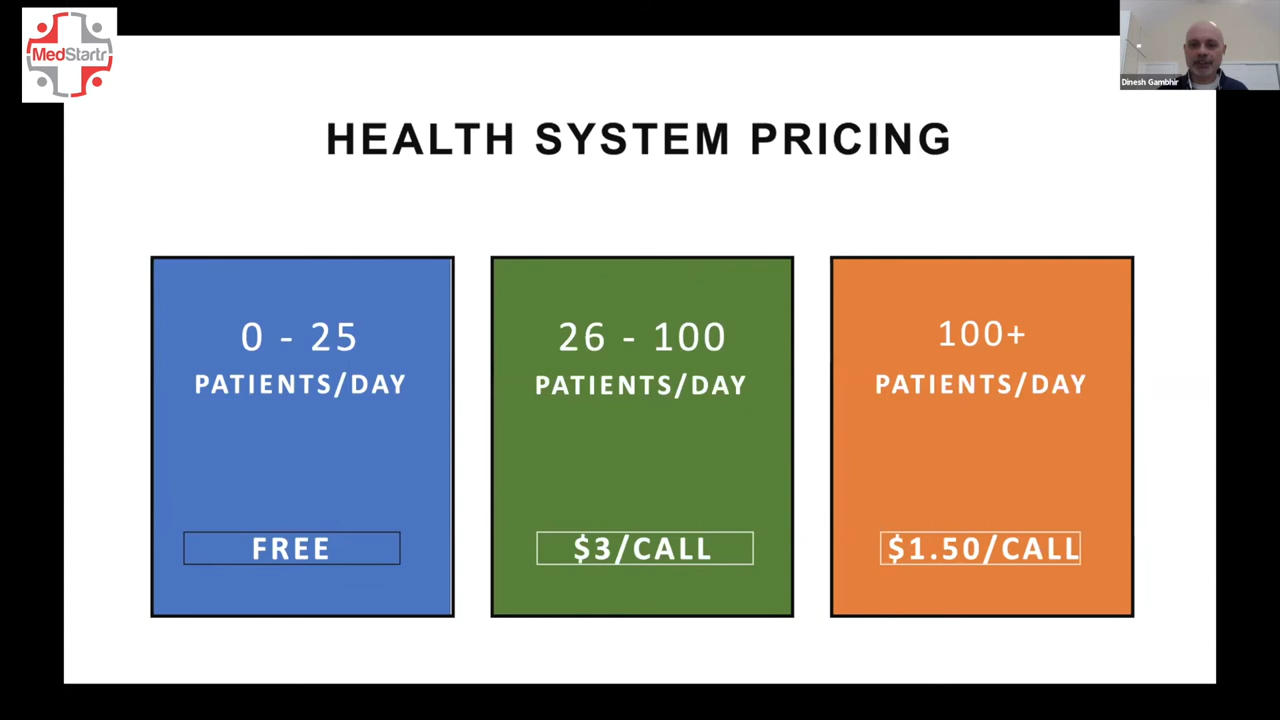 MedStartr
Dinesh Gambhir
HEALTH SYSTEM PRICING
0 - 25
PATIENTS/DAY
FREE
26 - 100
PATIENTS/DAY
$3/CALL
100+
PATIENTS/DAY
$1.50/CALL